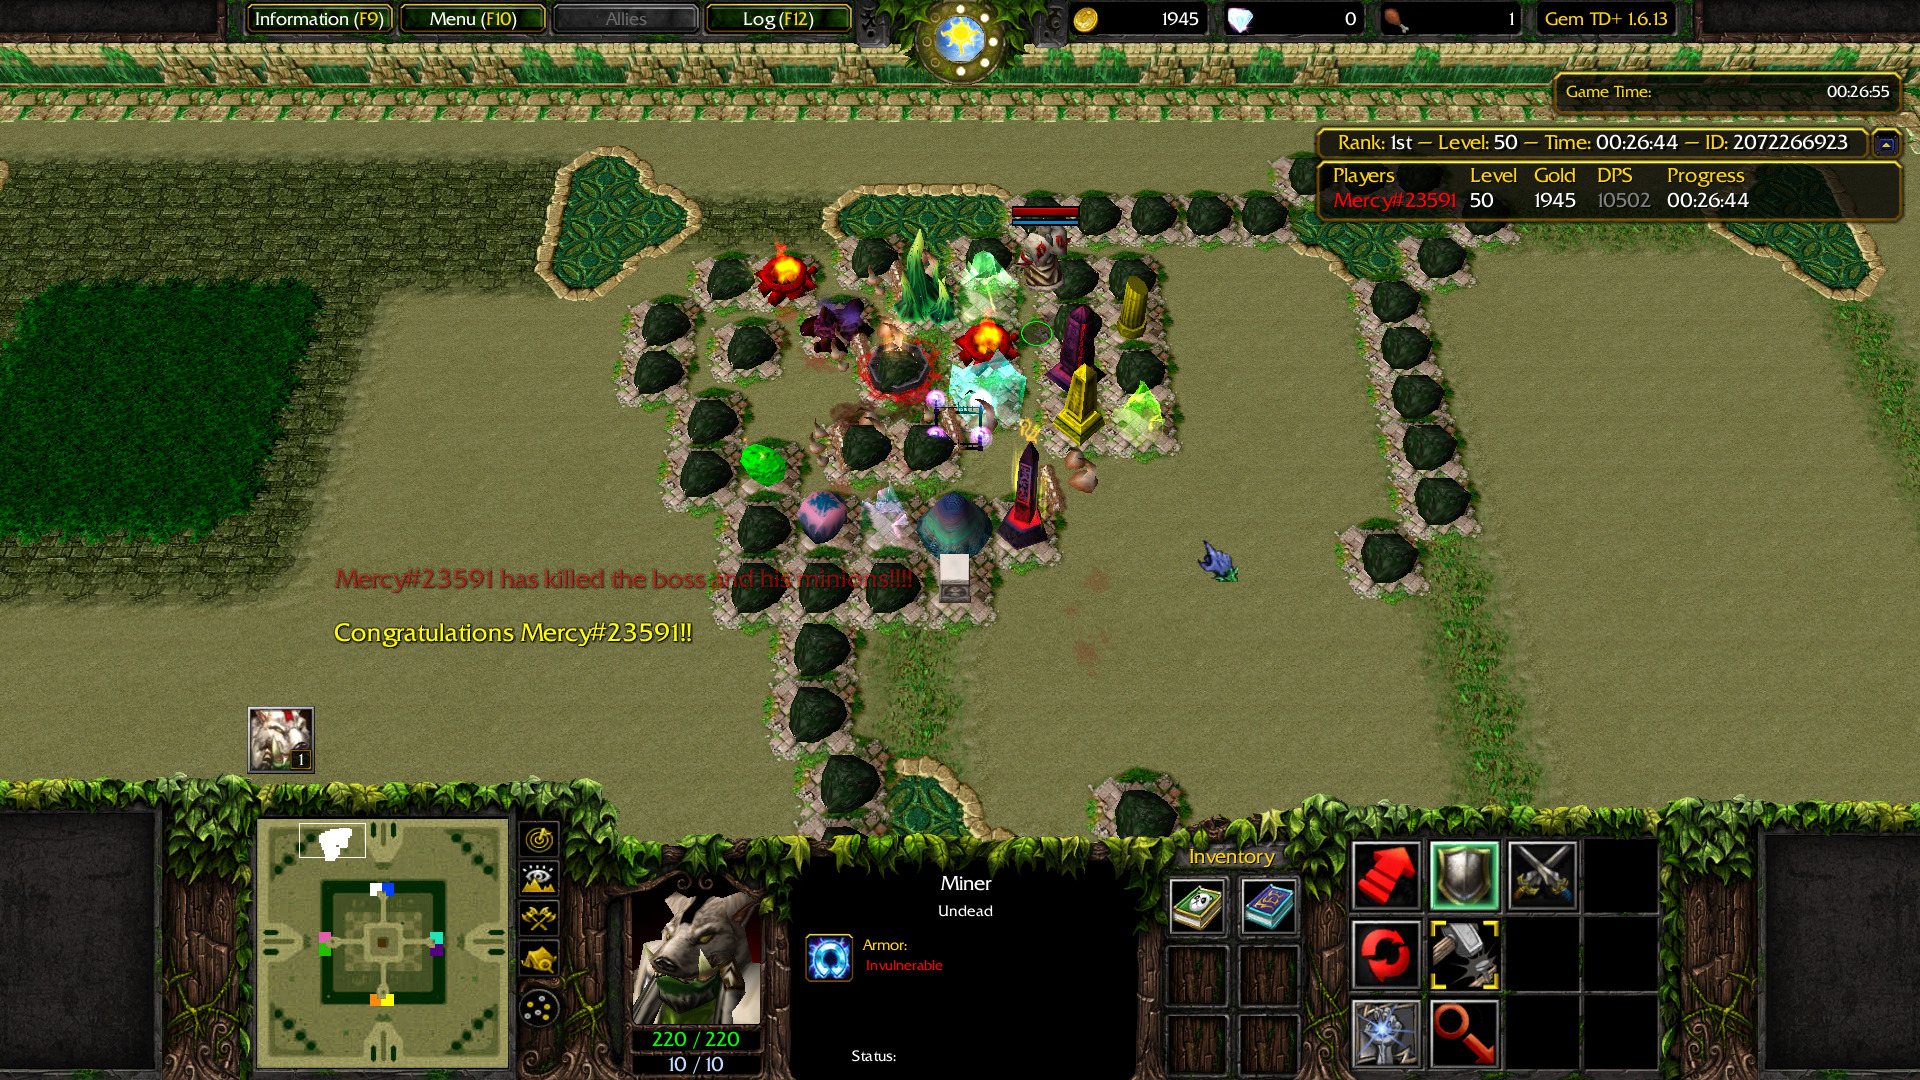 Information (F9) Menu (F10) Allies Log (F12) 1945 0 1 Gem TD+ 1.6.13
Game Time: 00:26:55
Rank: 1st – Level: 50 – Time: 00:26:44 – ID: 2072266923
Players Level Gold DPS Progress
Mercy#23591 50 1945 10502 00:26:44
Mercy#23591 has killed the boss and his minions!!!!
Congratulations Mercy#23591!!
1
Miner
Undead
Armor:
Invulnerable
Status:
220 / 220
10 / 10
Inventory